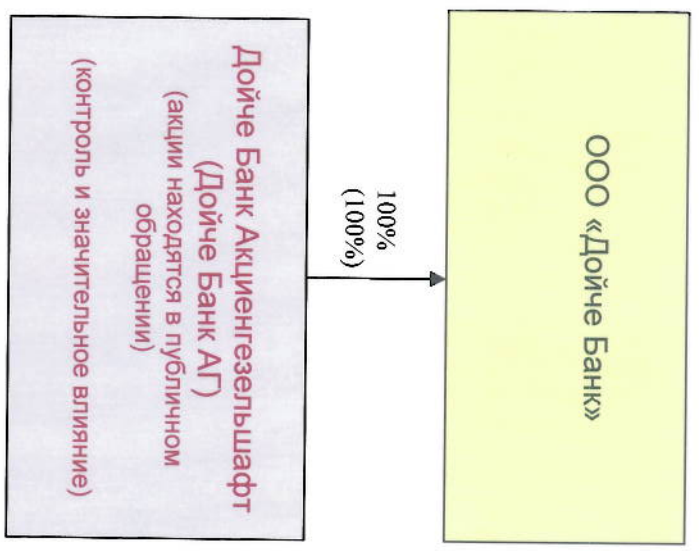 ООО «Дойче Банк»
100%
(100%)
Дойче Банк Акциенгезельшафт
(Дойче Банк АГ)
(акции находятся в публичном
обращении)
(контроль и значительное влияние)